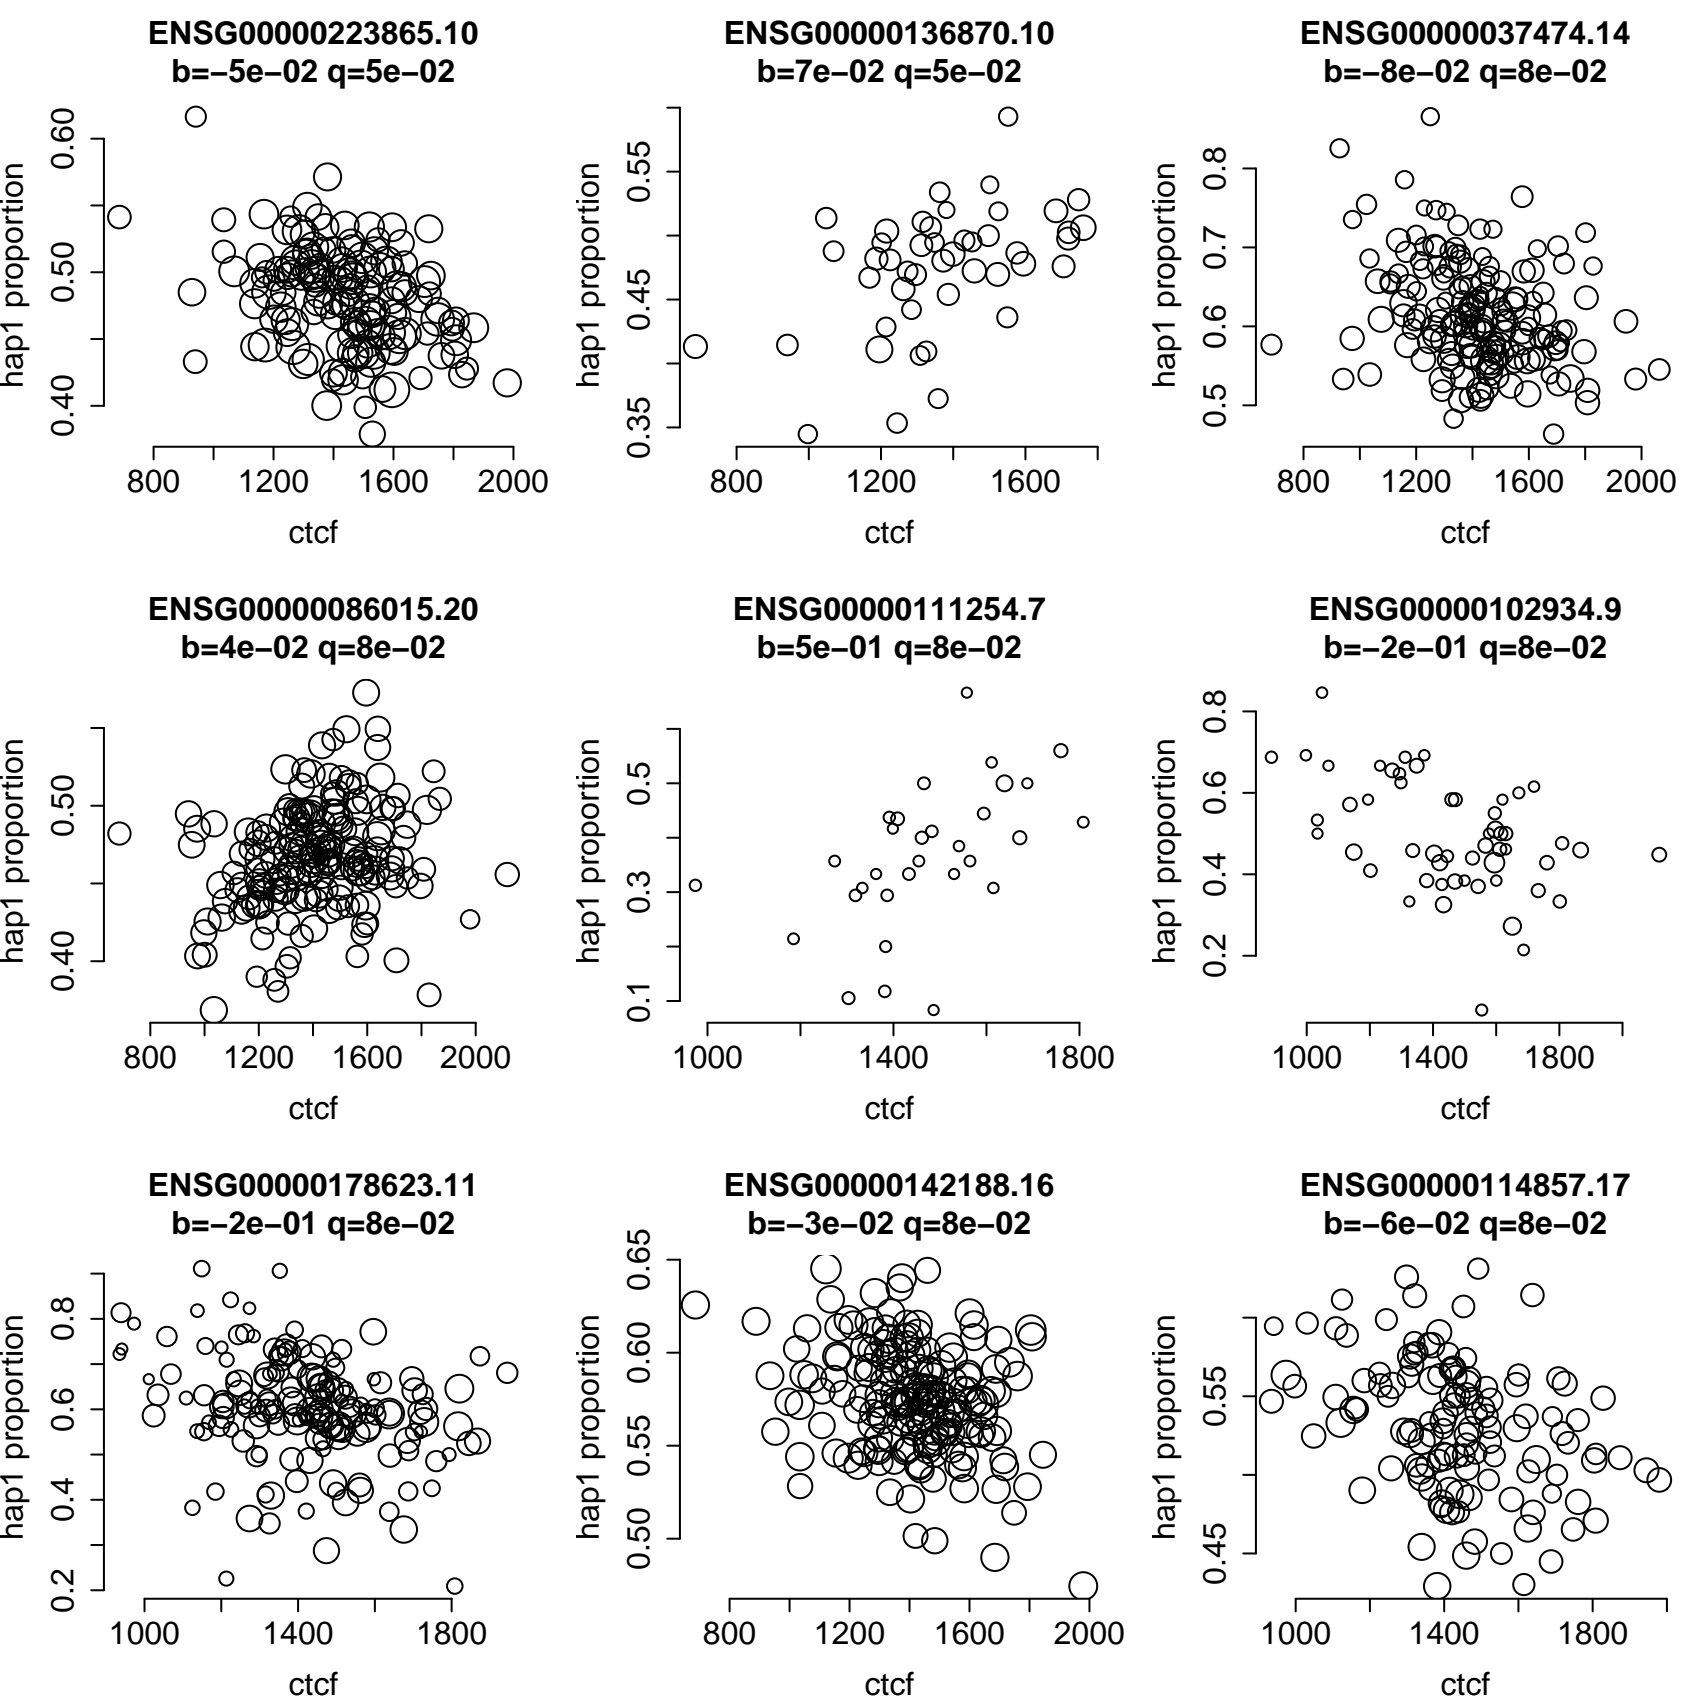 ENSG00000223865.10
b=−5e−02 q=5e−02
hap1 proportion
0.40 0.50 0.60
800 1200 1600 2000
ctcf
ENSG00000136870.10
b=7e−02 q=5e−02
hap1 proportion
0.35 0.45 0.55
800 1200 1600
ctcf
ENSG00000037474.14
b=−8e−02 q=8e−02
hap1 proportion
0.5 0.6 0.7 0.8
800 1200 1600 2000
ctcf
ENSG00000086015.20
b=4e−02 q=8e−02
hap1 proportion
0.40 0.50
800 1200 1600 2000
ctcf
ENSG00000111254.7
b=5e−01 q=8e−02
hap1 proportion
0.1 0.3 0.5
1000 1400 1800
ctcf
ENSG00000102934.9
b=−2e−01 q=8e−02
hap1 proportion
0.2 0.4 0.6 0.8
1000 1400 1800
ctcf
ENSG00000178623.11
b=−2e−01 q=8e−02
hap1 proportion
0.2 0.4 0.6 0.8
1000 1400 1800
ctcf
ENSG00000142188.16
b=−3e−02 q=8e−02
hap1 proportion
0.50 0.55 0.60 0.65
800 1200 1600 2000
ctcf
ENSG00000114857.17
b=−6e−02 q=8e−02
hap1 proportion
0.45 0.55
1000 1400 1800
ctcf